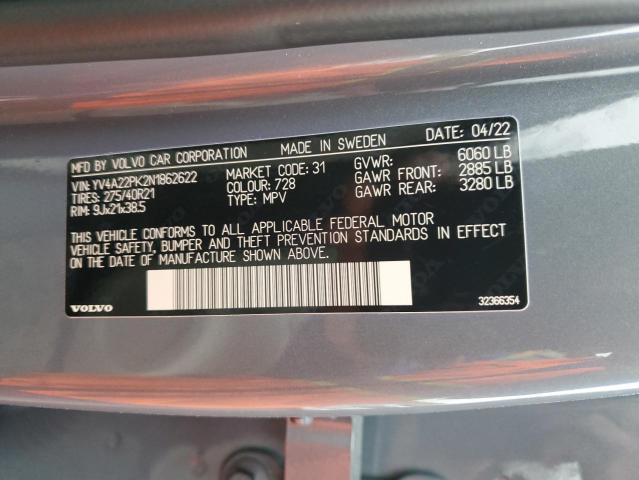 MFD BY VOLVO CAR CORPORATION MADE IN SWEDEN DATE: 04/22
VIN: YV4A22PK2N1862622 MARKET CODE: 31 GVWR: 6060 LB
TIRES: 275/40R21 COLOUR: 728 GAWR FRONT: 2885 LB
RIM: 9Jx21x38.5 TYPE: MPV GAWR REAR: 3280 LB
THIS VEHICLE CONFORMS TO ALL APPLICABLE FEDERAL MOTOR
VEHICLE SAFETY, BUMPER AND THEFT PREVENTION STANDARDS IN EFFECT
ON THE DATE OF MANUFACTURE SHOWN ABOVE.
VOLVO 32366354